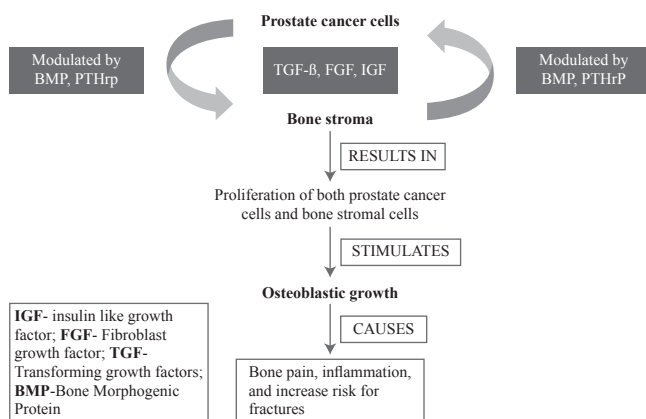 Prostate cancer cells
Modulated by
BMP, PTHrp
TGF-ß, FGF, IGF
Modulated by
BMP, PTHrP
Bone stroma
RESULTS IN
Proliferation of both prostate cancer
cells and bone stromal cells
STIMULATES
Osteoblastic growth
CAUSES
IGF- insulin like growth
factor; FGF- Fibroblast
growth factor; TGF-
Transforming growth factors;
BMP-Bone Morphogenic
Protein
Bone pain, inflammation,
and increase risk for
fractures